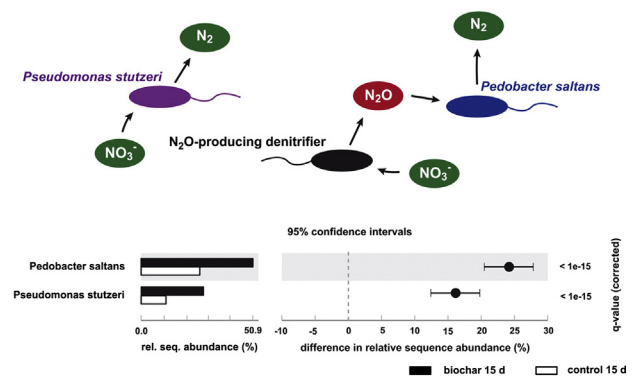 N2
N2
Pseudomonas stutzeri
Pedobacter saltans
N2O
N2O-producing denitrifier
NO3-
NO3-
95% confidence intervals
Pedobacter saltans
< 1e-15
Pseudomonas stutzeri
< 1e-15
q-value (corrected)
0.0 50.9 -10 -5 0 5 10 15 20 25 30
rel. seq. abundance (%) difference in relative sequence abundance (%)
biochar 15 d control 15 d